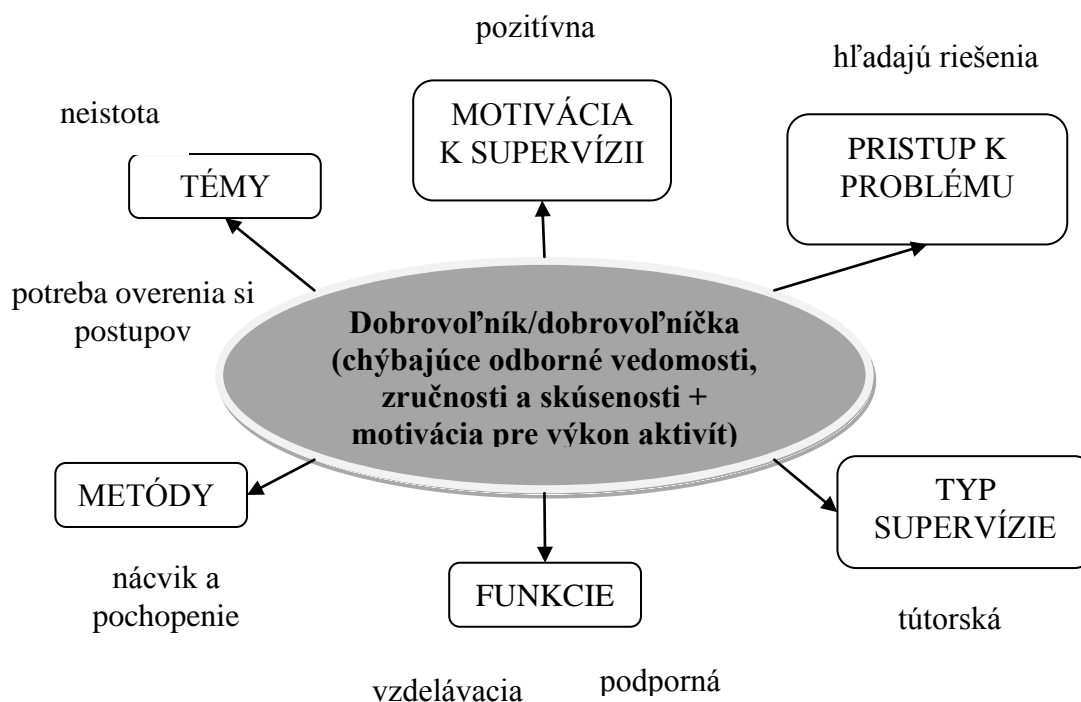 pozitívna
hľadajú riešenia
neistota
MOTIVÁCIA
K SUPERVÍZII
PRISTUP K
PROBLÉMU
TÉMY
potreba overenia si
postupov
Dobrovoľník/dobrovoľníčka
(chýbajúce odborné vedomosti,
zručnosti a skúsenosti +
motivácia pre výkon aktivít)
METÓDY
TYP
SUPERVÍZIE
nácvik a
pochopenie
FUNKCIE
tútorská
vzdelávacia
podporná